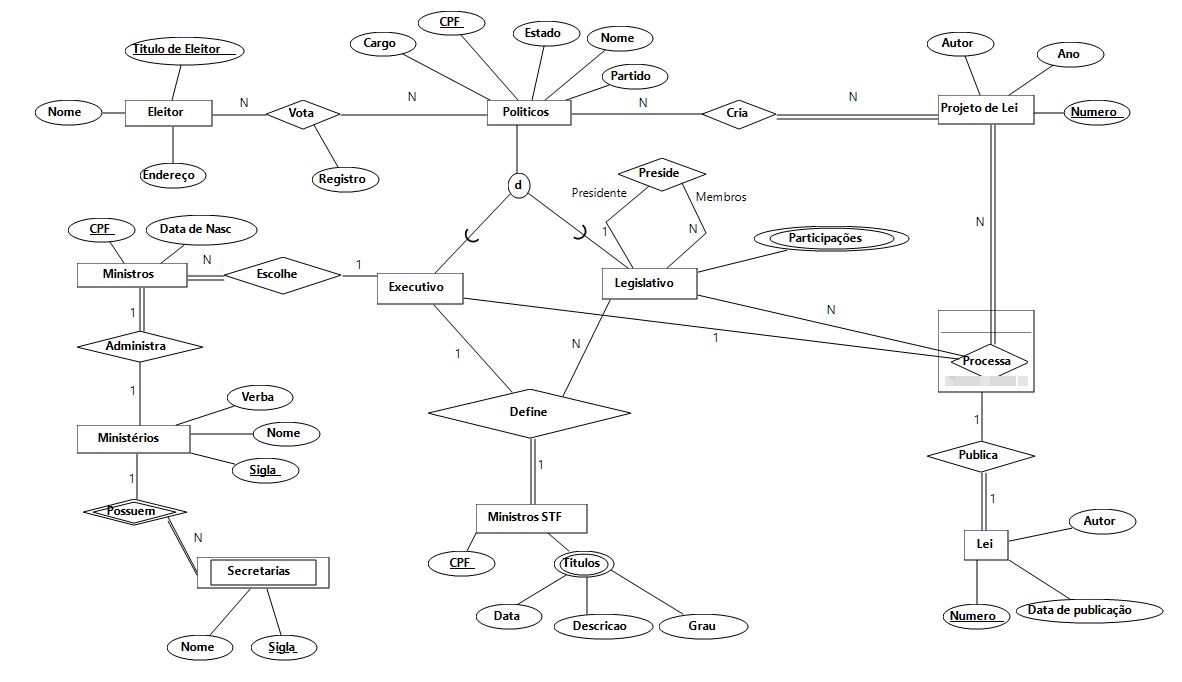 CPF
Estado
Cargo
Nome
Titulo de Eleitor
Partido
Autor
Ano
Nome
Eleitor
N
Vota
N
Politicos
N
Cria
N
Projeto de Lei
Numero
Endereço
Registro
d
Preside
Presidente
Membros
CPF
Data de Nasc
1
N
N
Participações
Ministros
N
Escolhe
1
Executivo
Legislativo
1
N
1
Administra
1
N
Processa
1
Define
Verba
Nome
Ministérios
Sigla
1
1
1
Publica
1
Possuem
N
Ministros STF
Autor
Lei
Secretarias
CPF
Titulos
Data
Descricao
Grau
Numero
Data de publicação
Nome
Sigla